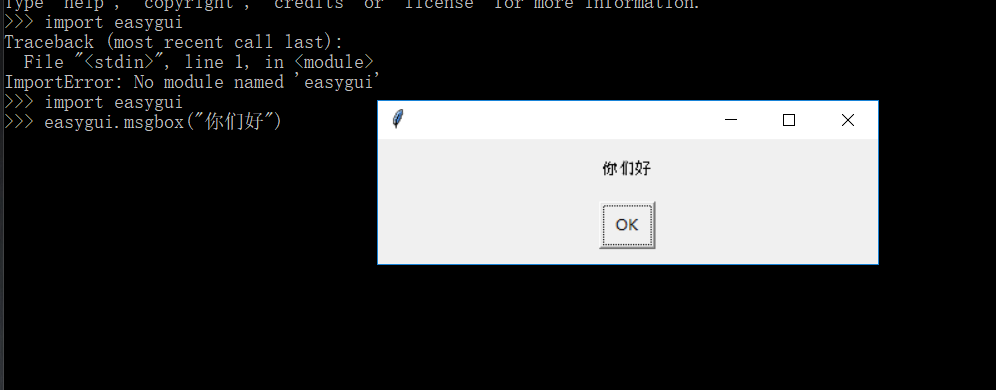 Type "help", "copyright", "credits" or "license" for more information.
>>> import easygui
Traceback (most recent call last):
  File "<stdin>", line 1, in <module>
ImportError: No module named 'easygui'
>>> import easygui
>>> easygui.msgbox("你们好")
你们好
OK